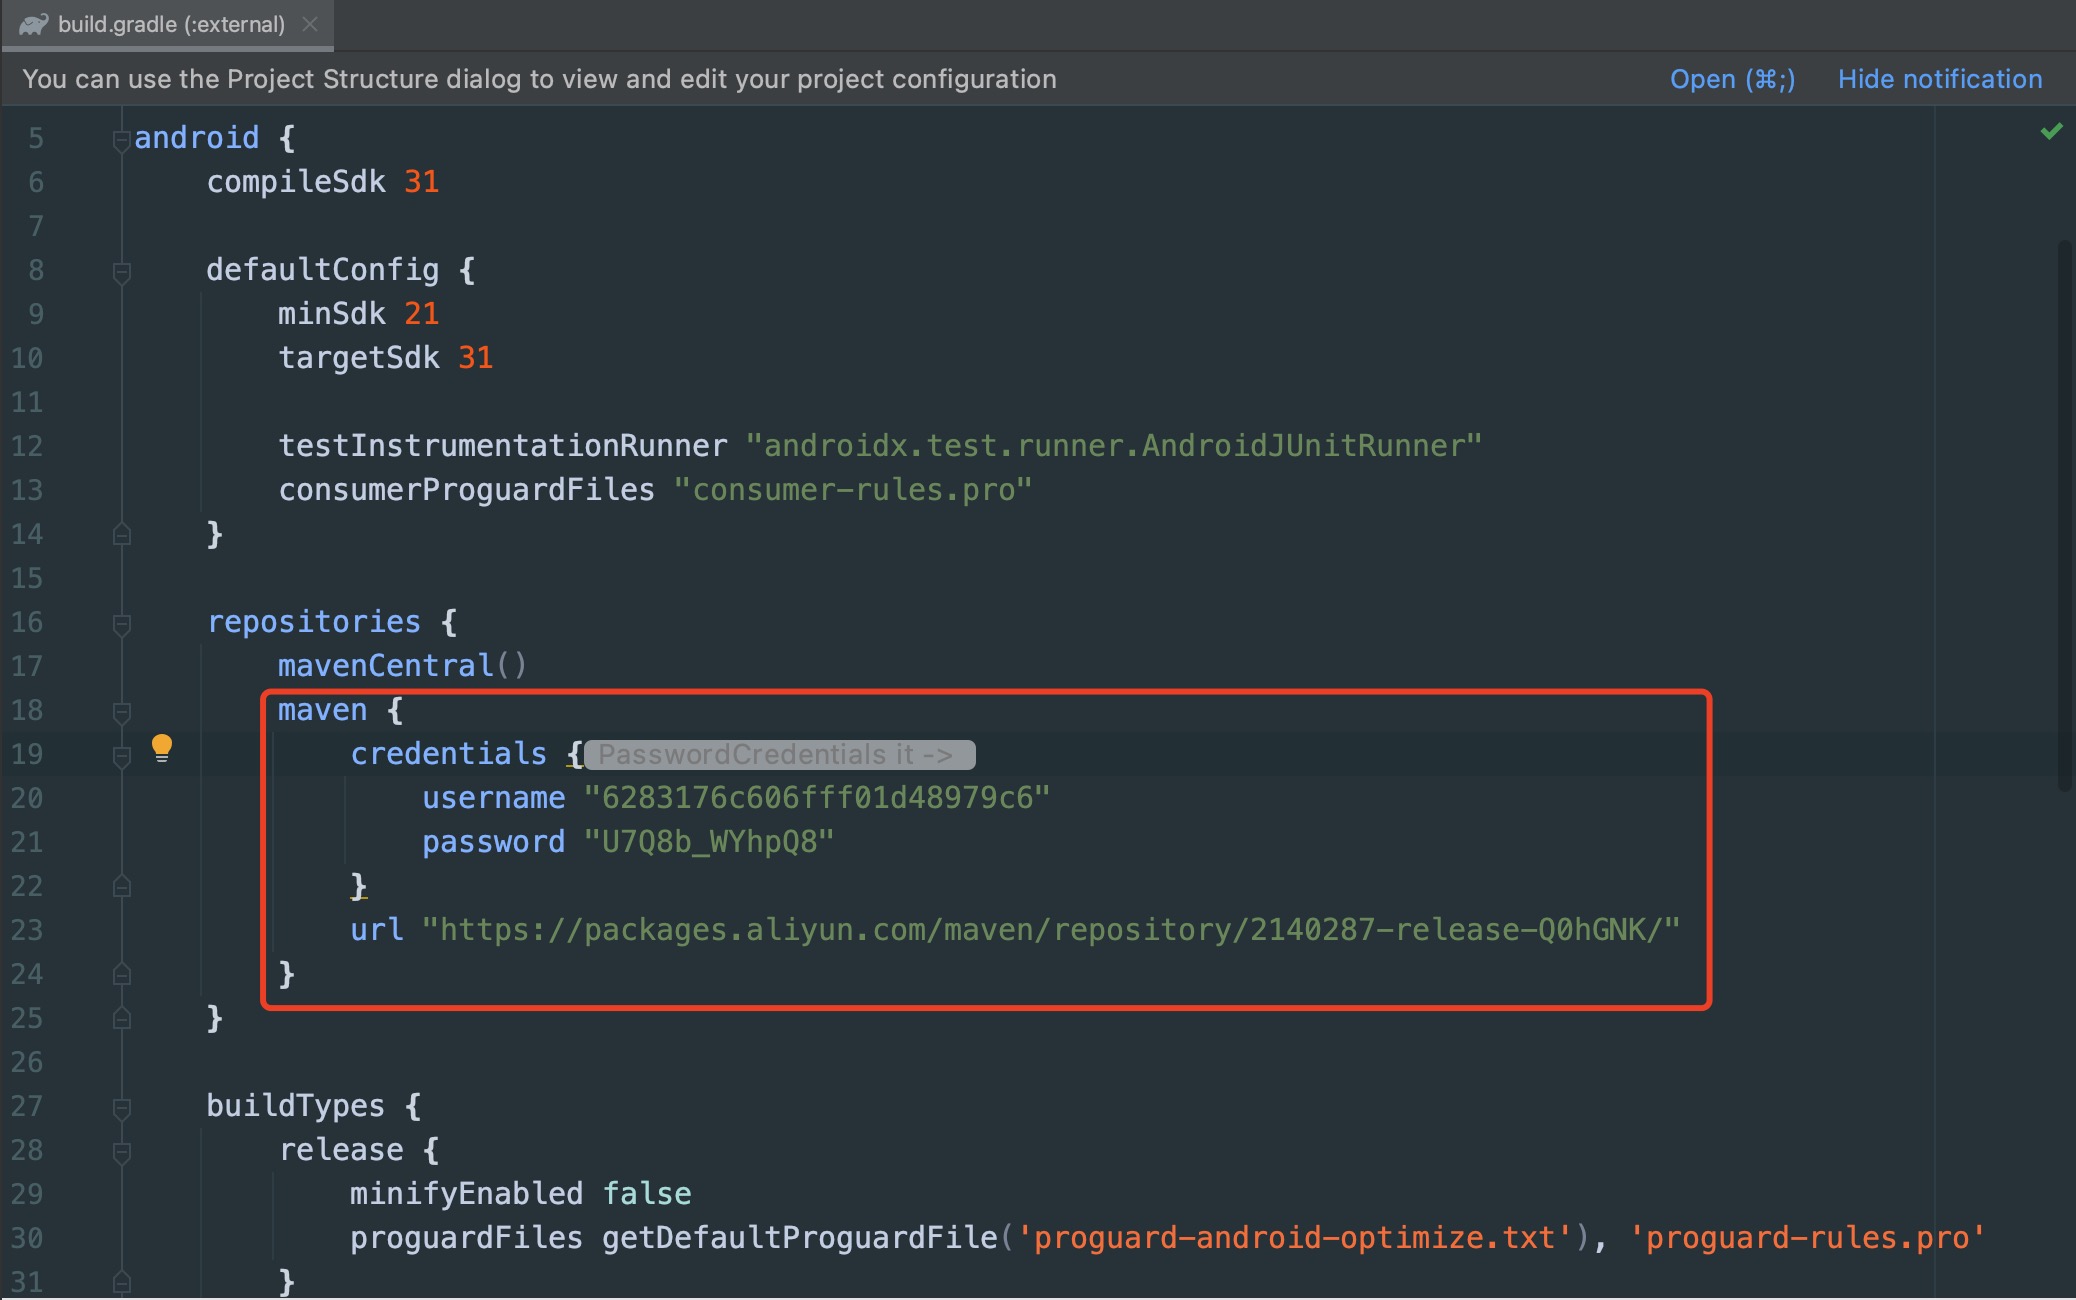 build.gradle (:external)
You can use the Project Structure dialog to view and edit your project configuration Open (⌘;) Hide notification
5 android {
6 compileSdk 31
7
8 defaultConfig {
9 minSdk 21
10 targetSdk 31
11
12 testInstrumentationRunner "androidx.test.runner.AndroidJUnitRunner"
13 consumerProguardFiles "consumer-rules.pro"
14 }
15
16 repositories {
17 mavenCentral()
18 maven {
19 credentials { PasswordCredentials it ->
20 username "6283176c606fff01d48979c6"
21 password "U7Q8b_WYhpQ8"
22 }
23 url "https://packages.aliyun.com/maven/repository/2140287-release-Q0hGNK/"
24 }
25 }
26
27 buildTypes {
28 release {
29 minifyEnabled false
30 proguardFiles getDefaultProguardFile('proguard-android-optimize.txt'), 'proguard-rules.pro'
31 }